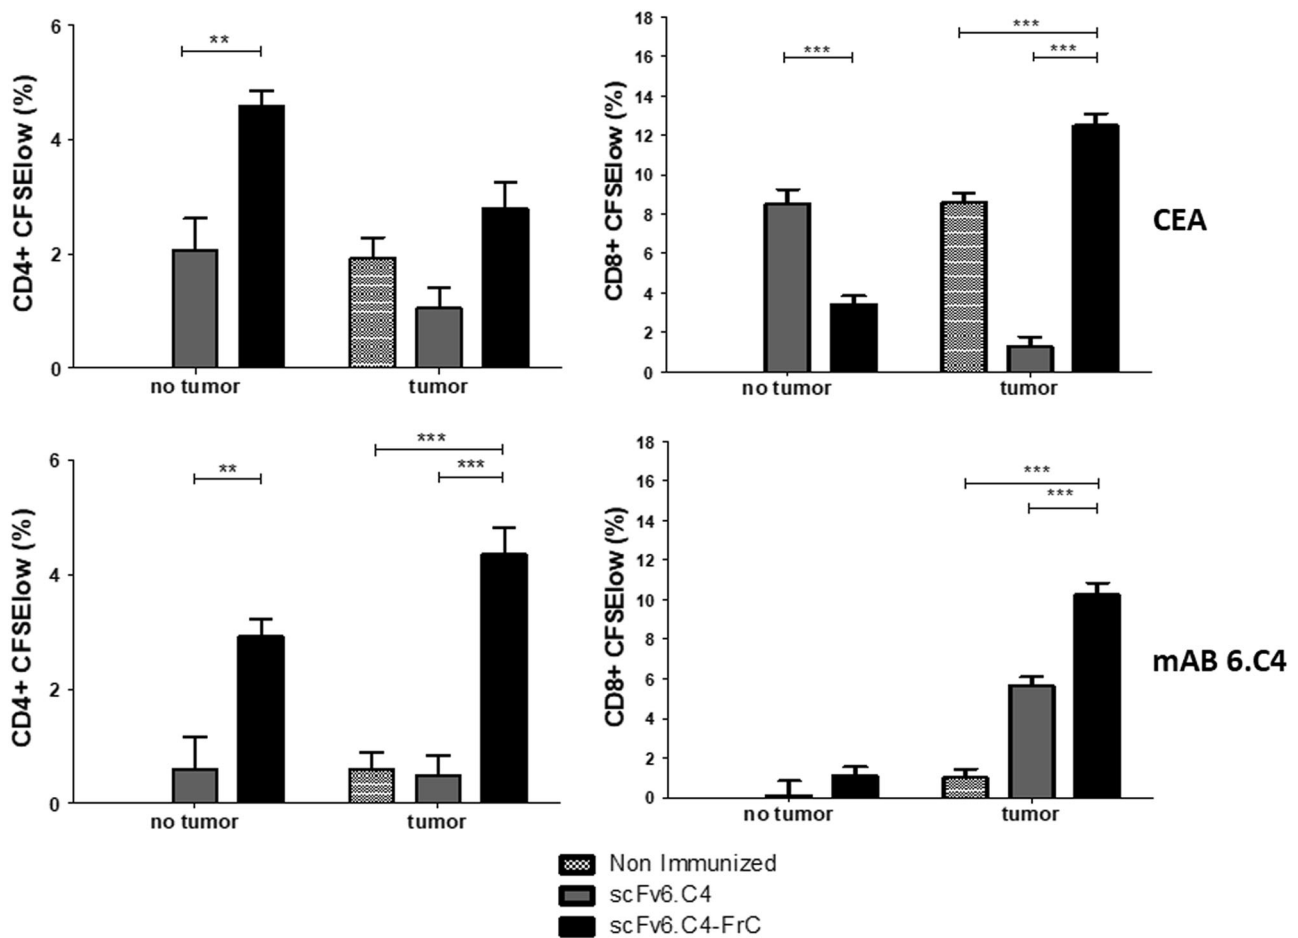 CD4+ CFSElow (%)
6
4
2
0
**
no tumor
tumor
CD8+ CFSElow (%)
18
16
14
12
10
8
6
4
2
0
***
***
***
no tumor
tumor
CEA
CD4+ CFSElow (%)
6
4
2
0
**
***
***
no tumor
tumor
CD8+ CFSElow (%)
18
16
14
12
10
8
6
4
2
0
***
***
no tumor
tumor
mAB 6.C4
Non Immunized
scFv6.C4
scFv6.C4-FrC